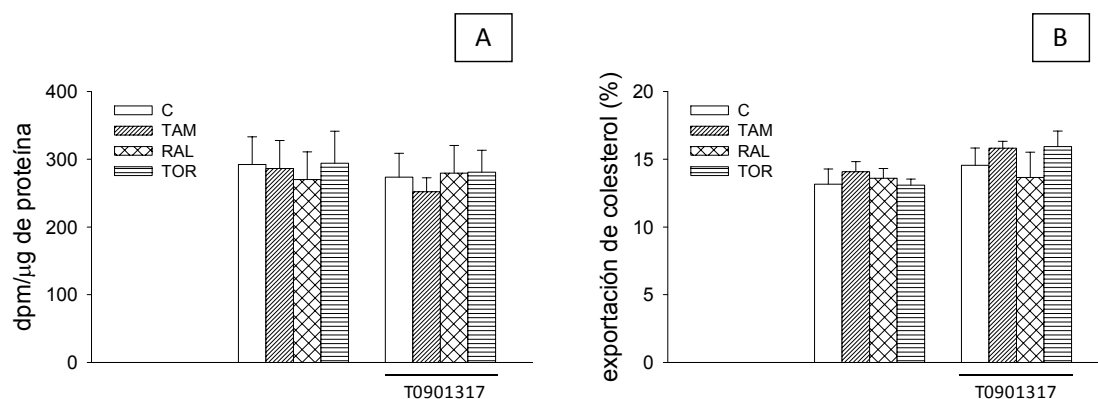 A
dpm/µg de proteína
400
300
200
100
0
C
TAM
RAL
TOR
T0901317
B
exportación de colesterol (%)
20
15
10
5
0
C
TAM
RAL
TOR
T0901317